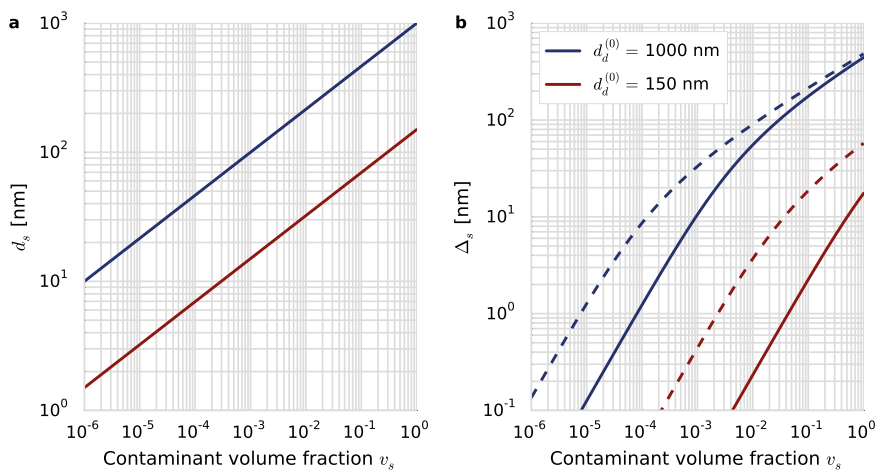 a
10^3
10^2
10^1
10^0
d_s [nm]
10^-6 10^-5 10^-4 10^-3 10^-2 10^-1 10^0
Contaminant volume fraction v_s
b
d_d^(0) = 1000 nm
d_d^(0) = 150 nm
10^3
10^2
10^1
10^0
10^-1
Δ_s [nm]
10^-6 10^-5 10^-4 10^-3 10^-2 10^-1 10^0
Contaminant volume fraction v_s